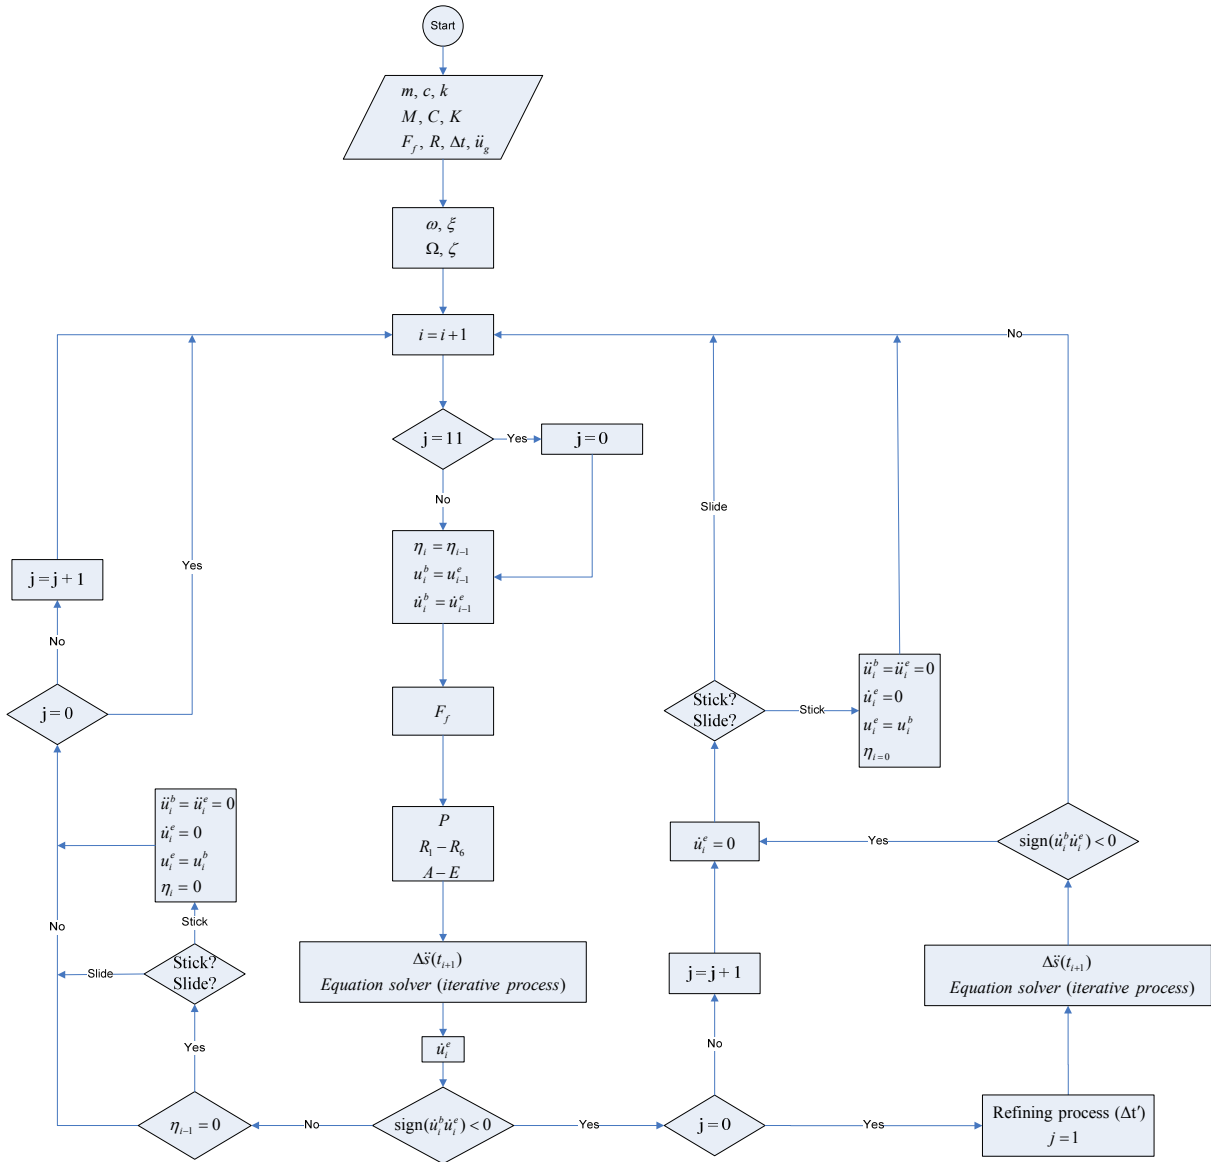 Start
m, c, k
M, C, K
F_f, R, Δt, ü_g
ω, ξ
Ω, ζ
i = i+1
No
j = 11
Yes
j = 0
No
Slide
Yes
η_i = η_{i−1}
u_i^b = u_{i−1}^e
u̇_i^b = u̇_{i−1}^e
j = j + 1
No
j = 0
F_f
Stick?
Slide?
Stick
ü_i^b = ü_i^e = 0
u̇_i^e = 0
u_i^e = u_i^b
η_{i=0}
ü_i^b = ü_i^e = 0
u̇_i^e = 0
u_i^e = u_i^b
η_i = 0
P
R_1 − R_6
A − E
u̇_i^e = 0
Yes
sign(u̇_i^b u̇_i^e) < 0
Stick
No
Stick?
Slide?
Slide
Δs̈(t_{i+1})
Equation solver (iterative process)
j = j + 1
Δs̈(t_{i+1})
Equation solver (iterative process)
Yes
u̇_i^e
No
η_{i−1} = 0
No
sign(u̇_i^b u̇_i^e) < 0
Yes
j = 0
Yes
Refining process (Δt′)
j = 1